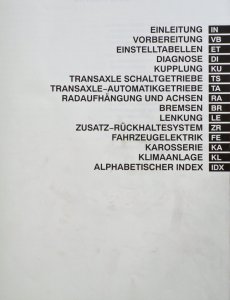 EINLEITUNG IN
VORBEREITUNG VB
EINSTELLTABELLEN ET
DIAGNOSE DI
KUPPLUNG KU
TRANSAXLE SCHALTGETRIEBE TS
TRANSAXLE-AUTOMATIKGETRIEBE TA
RADAUFHÄNGUNG UND ACHSEN RA
BREMSEN BR
LENKUNG LE
ZUSATZ-RÜCKHALTESYSTEM ZR
FAHRZEUGELEKTRIK FE
KAROSSERIE KA
KLIMAANLAGE KL
ALPHABETISCHER INDEX IDX